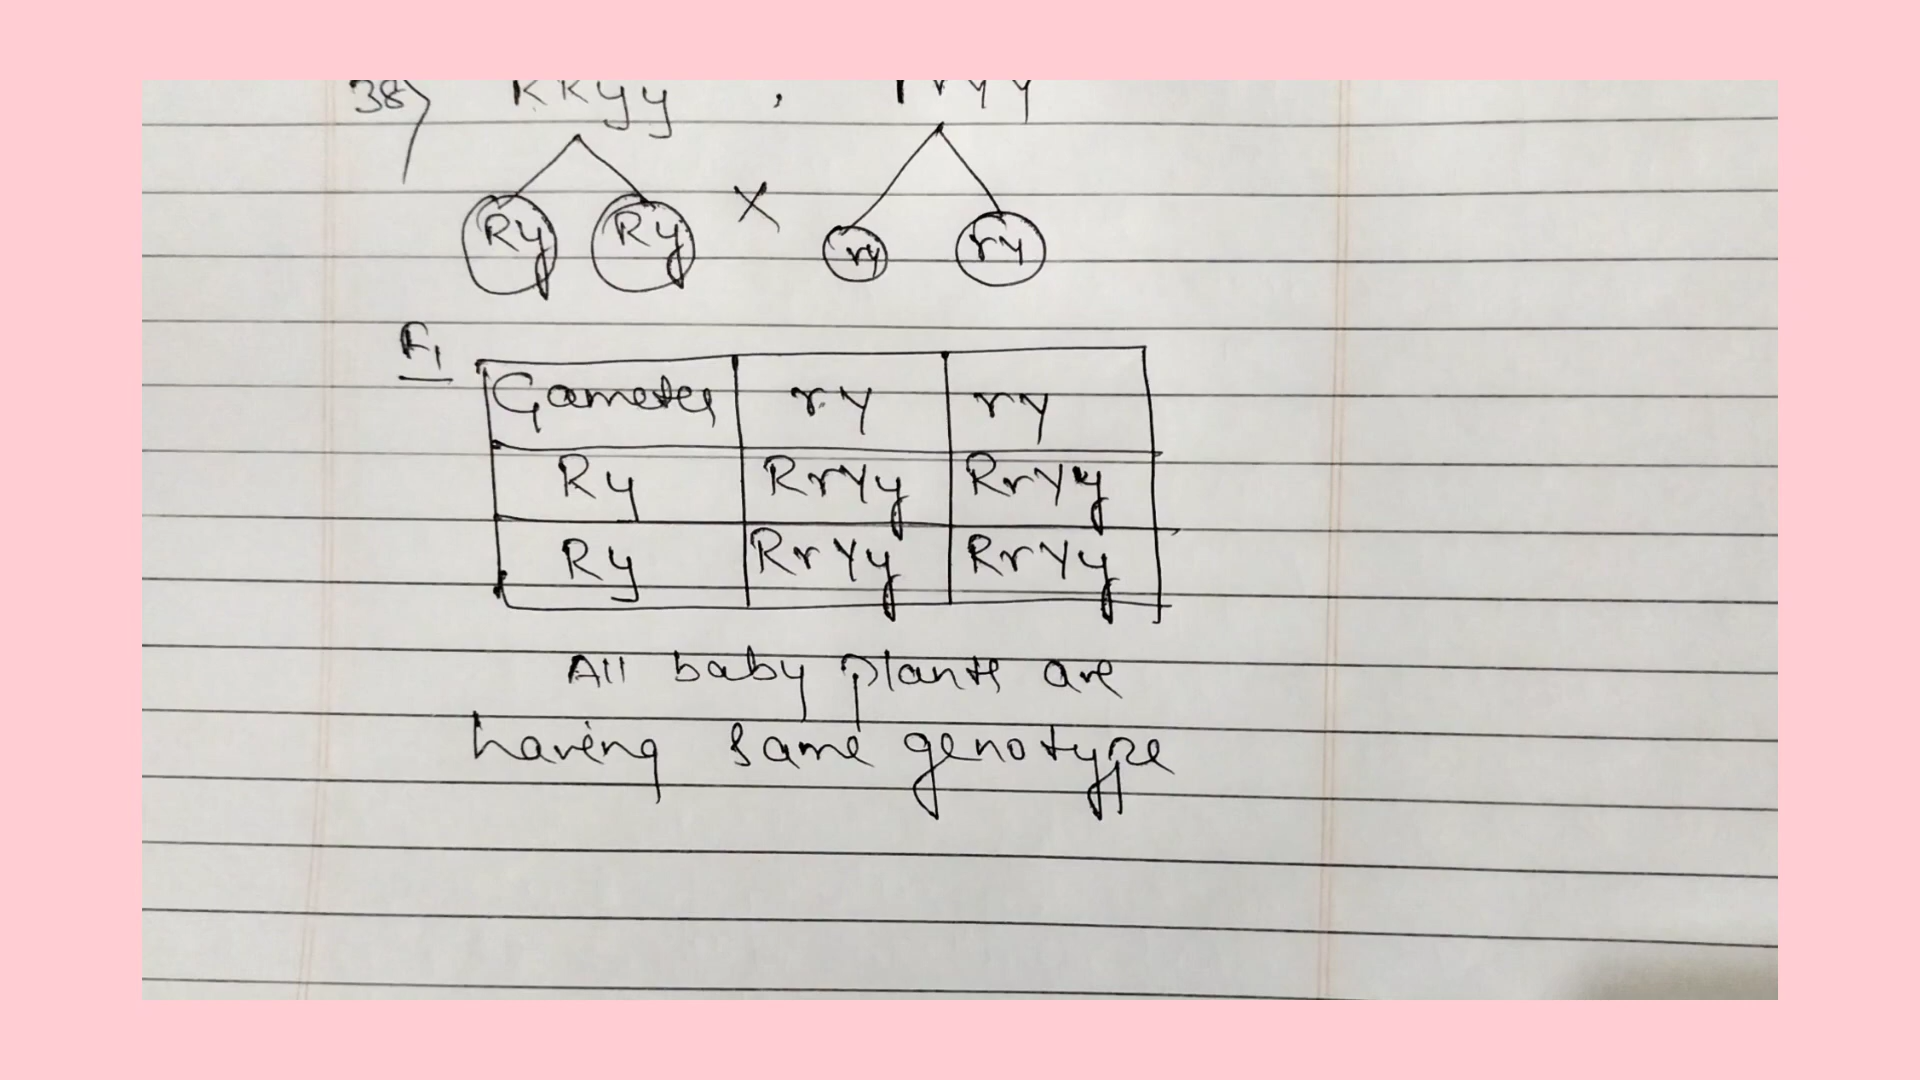 38) RRyy , rrYY
Ry Ry X rY rY
F1
Gametes rY rY
Ry RrYy RrYy
Ry RrYy RrYy
All baby plants are
having same genotype